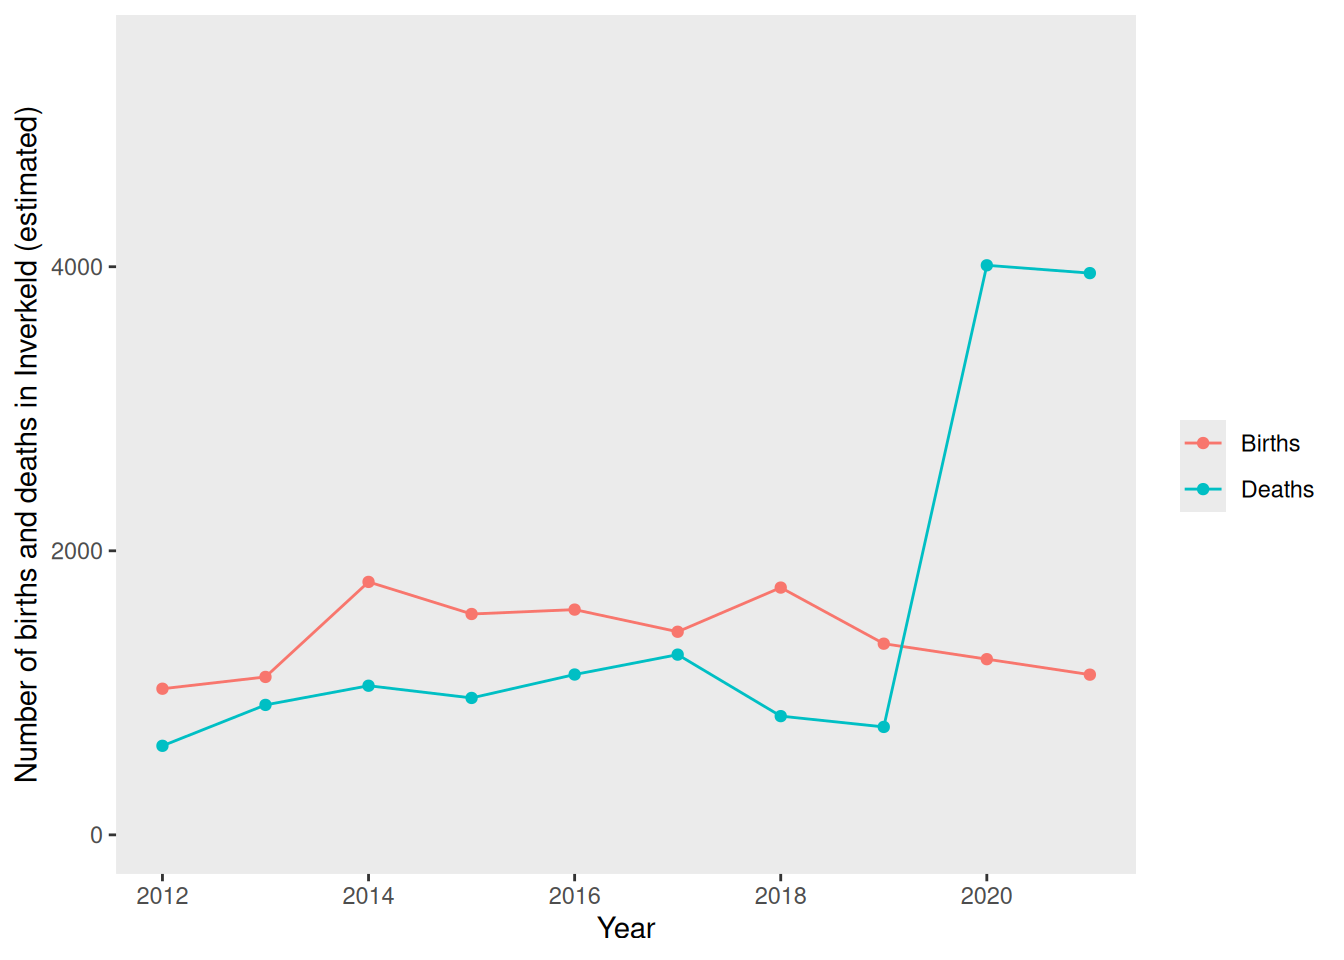 Number of births and deaths in Inverkeld (estimated)
4000
2000
0
2012 2014 2016 2018 2020
Year
Births
Deaths